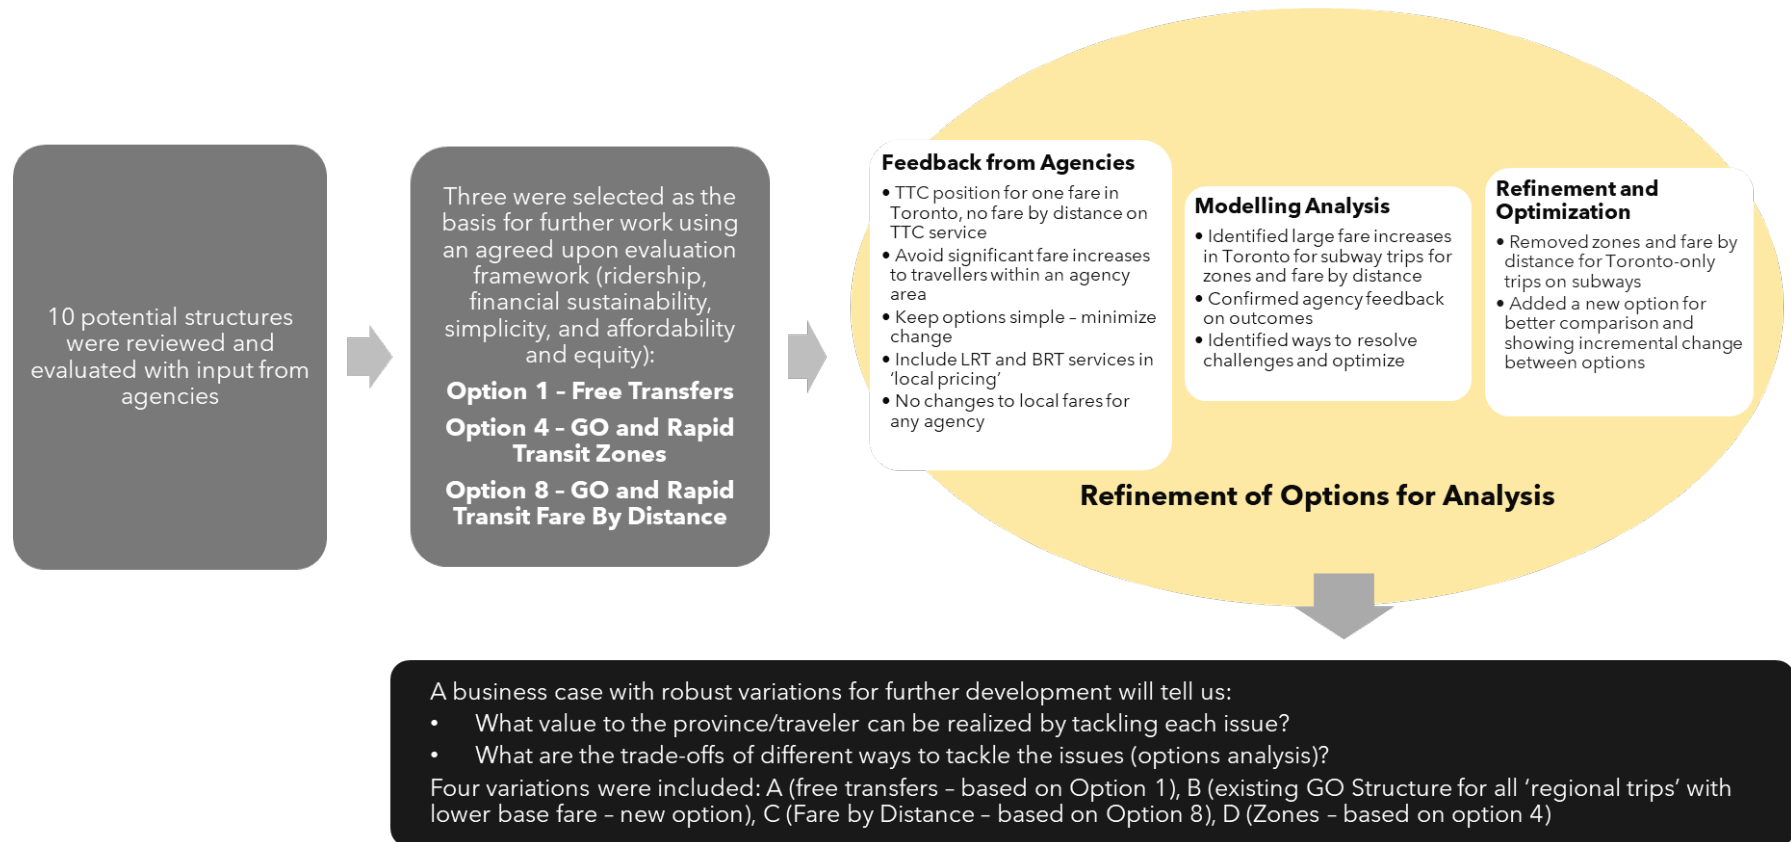 10 potential structures
were reviewed and
evaluated with input from
agencies
Three were selected as the
basis for further work using
an agreed upon evaluation
framework (ridership,
financial sustainability,
simplicity, and affordability
and equity):
Option 1 – Free Transfers
Option 4 – GO and Rapid
Transit Zones
Option 8 – GO and Rapid
Transit Fare By Distance
Feedback from Agencies
• TTC position for one fare in
Toronto, no fare by distance on
TTC service
• Avoid significant fare increases
to travellers within an agency
area
• Keep options simple – minimize
change
• Include LRT and BRT services in
‘local pricing’
• No changes to local fares for
any agency
Modelling Analysis
• Identified large fare increases
in Toronto for subway trips for
zones and fare by distance
• Confirmed agency feedback
on outcomes
• Identified ways to resolve
challenges and optimize
Refinement and
Optimization
• Removed zones and fare by
distance for Toronto-only
trips on subways
• Added a new option for
better comparison and
showing incremental change
between options
Refinement of Options for Analysis
A business case with robust variations for further development will tell us:
• What value to the province/traveler can be realized by tackling each issue?
• What are the trade-offs of different ways to tackle the issues (options analysis)?
Four variations were included: A (free transfers – based on Option 1), B (existing GO Structure for all ‘regional trips’ with
lower base fare – new option), C (Fare by Distance – based on Option 8), D (Zones – based on option 4)